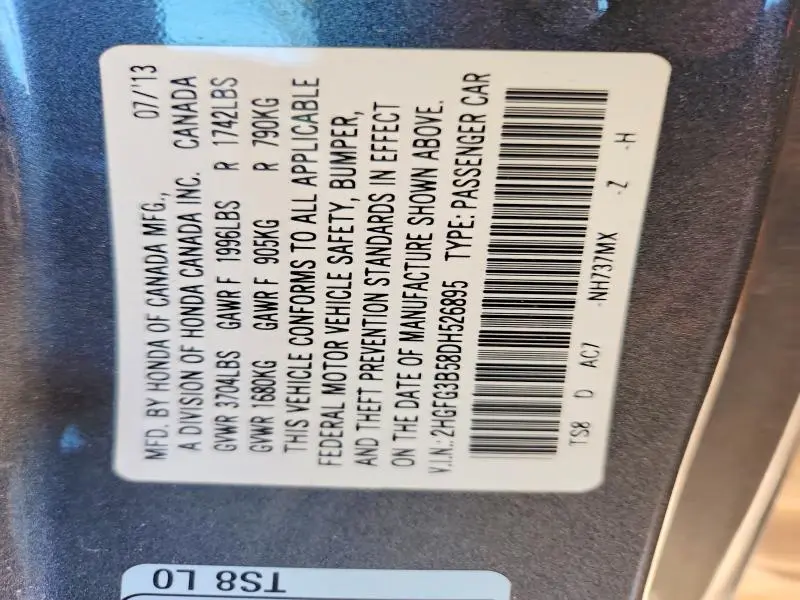 MFD. BY HONDA OF CANADA MFG., 07/'13
A DIVISION OF HONDA CANADA INC. CANADA
GVWR 3704LBS GAWR F 1996LBS R 1742LBS
GVWR 1680KG GAWR F 905KG R 790KG
THIS VEHICLE CONFORMS TO ALL APPLICABLE
FEDERAL MOTOR VEHICLE SAFETY, BUMPER,
AND THEFT PREVENTION STANDARDS IN EFFECT
ON THE DATE OF MANUFACTURE SHOWN ABOVE.
V.I.N.: 2HGFG3B58DH526895 TYPE: PASSENGER CAR
TS8 D AC7 -NH737MX -Z -H
TS8 L0